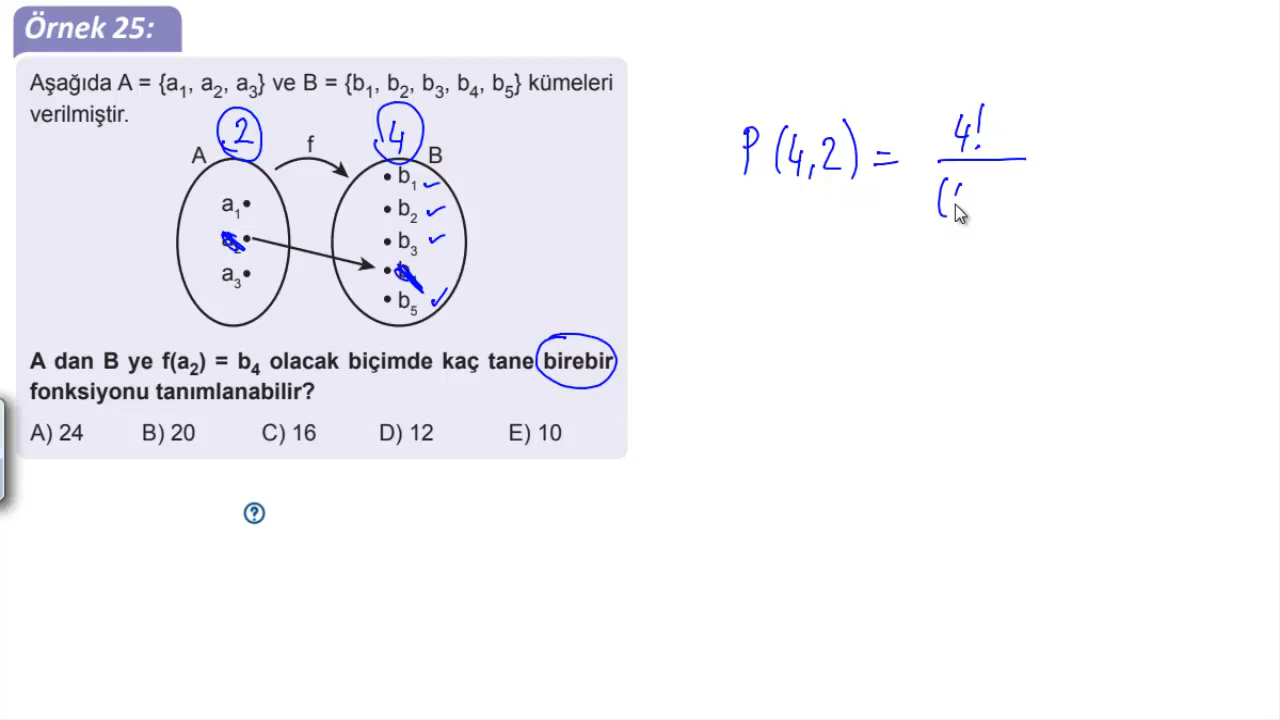 Örnek 25:
Aşağıda A = {a₁, a₂, a₃} ve B = {b₁, b₂, b₃, b₄, b₅} kümeleri
verilmiştir.
2
4
f
A
B
a₁
a₃
b₁
b₂
b₃
b₅
A dan B ye f(a₂) = b₄ olacak biçimde kaç tane birebir
fonksiyonu tanımlanabilir?
A) 24 B) 20 C) 16 D) 12 E) 10
?
P (4,2) = 4!
(